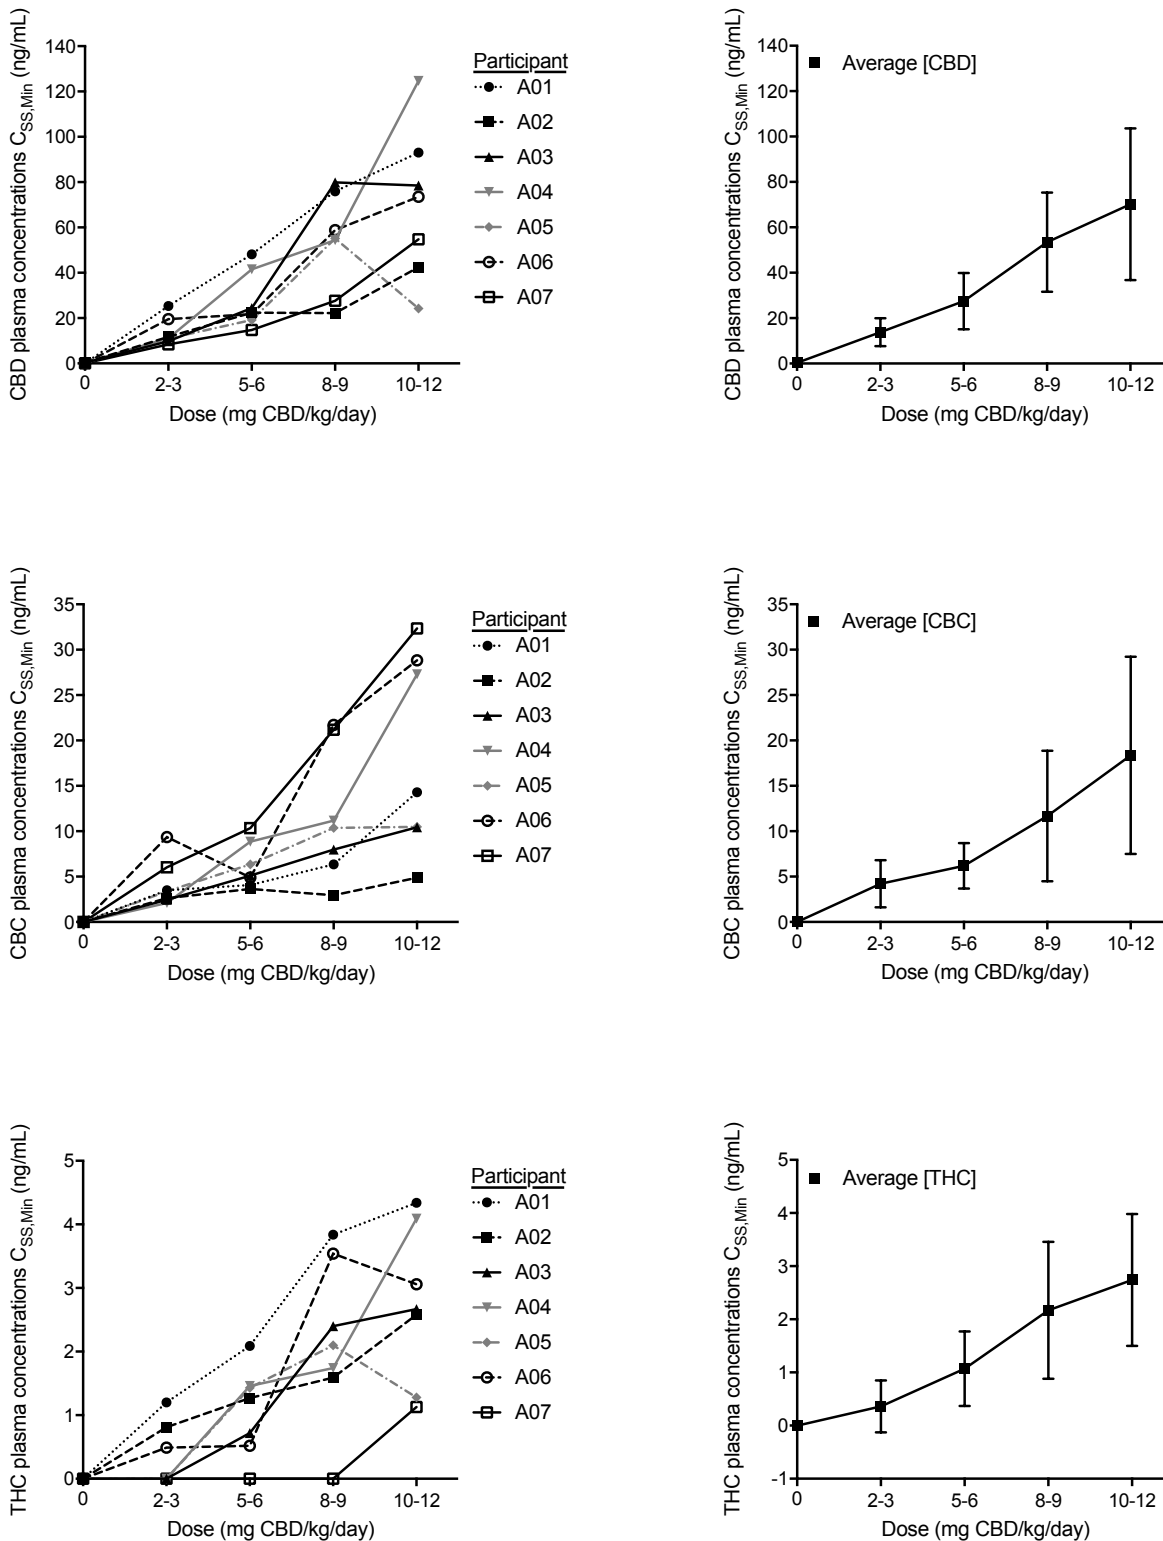 CBD plasma concentrations CSS,Min (ng/mL)
140
120
100
80
60
40
20
0
0
2-3
5-6
8-9
10-12
Dose (mg CBD/kg/day)
Participant
A01
A02
A03
A04
A05
A06
A07
CBD plasma concentrations CSS,Min (ng/mL)
140
120
100
80
60
40
20
0
0
2-3
5-6
8-9
10-12
Dose (mg CBD/kg/day)
Average [CBD]
CBC plasma concentrations CSS,Min (ng/mL)
35
30
25
20
15
10
5
0
0
2-3
5-6
8-9
10-12
Dose (mg CBD/kg/day)
Participant
A01
A02
A03
A04
A05
A06
A07
CBC plasma concentrations CSS,Min (ng/mL)
35
30
25
20
15
10
5
0
0
2-3
5-6
8-9
10-12
Dose (mg CBD/kg/day)
Average [CBC]
THC plasma concentrations CSS,Min (ng/mL)
5
4
3
2
1
0
0
2-3
5-6
8-9
10-12
Dose (mg CBD/kg/day)
Participant
A01
A02
A03
A04
A05
A06
A07
THC plasma concentrations CSS,Min (ng/mL)
5
4
3
2
1
0
-1
0
2-3
5-6
8-9
10-12
Dose (mg CBD/kg/day)
Average [THC]